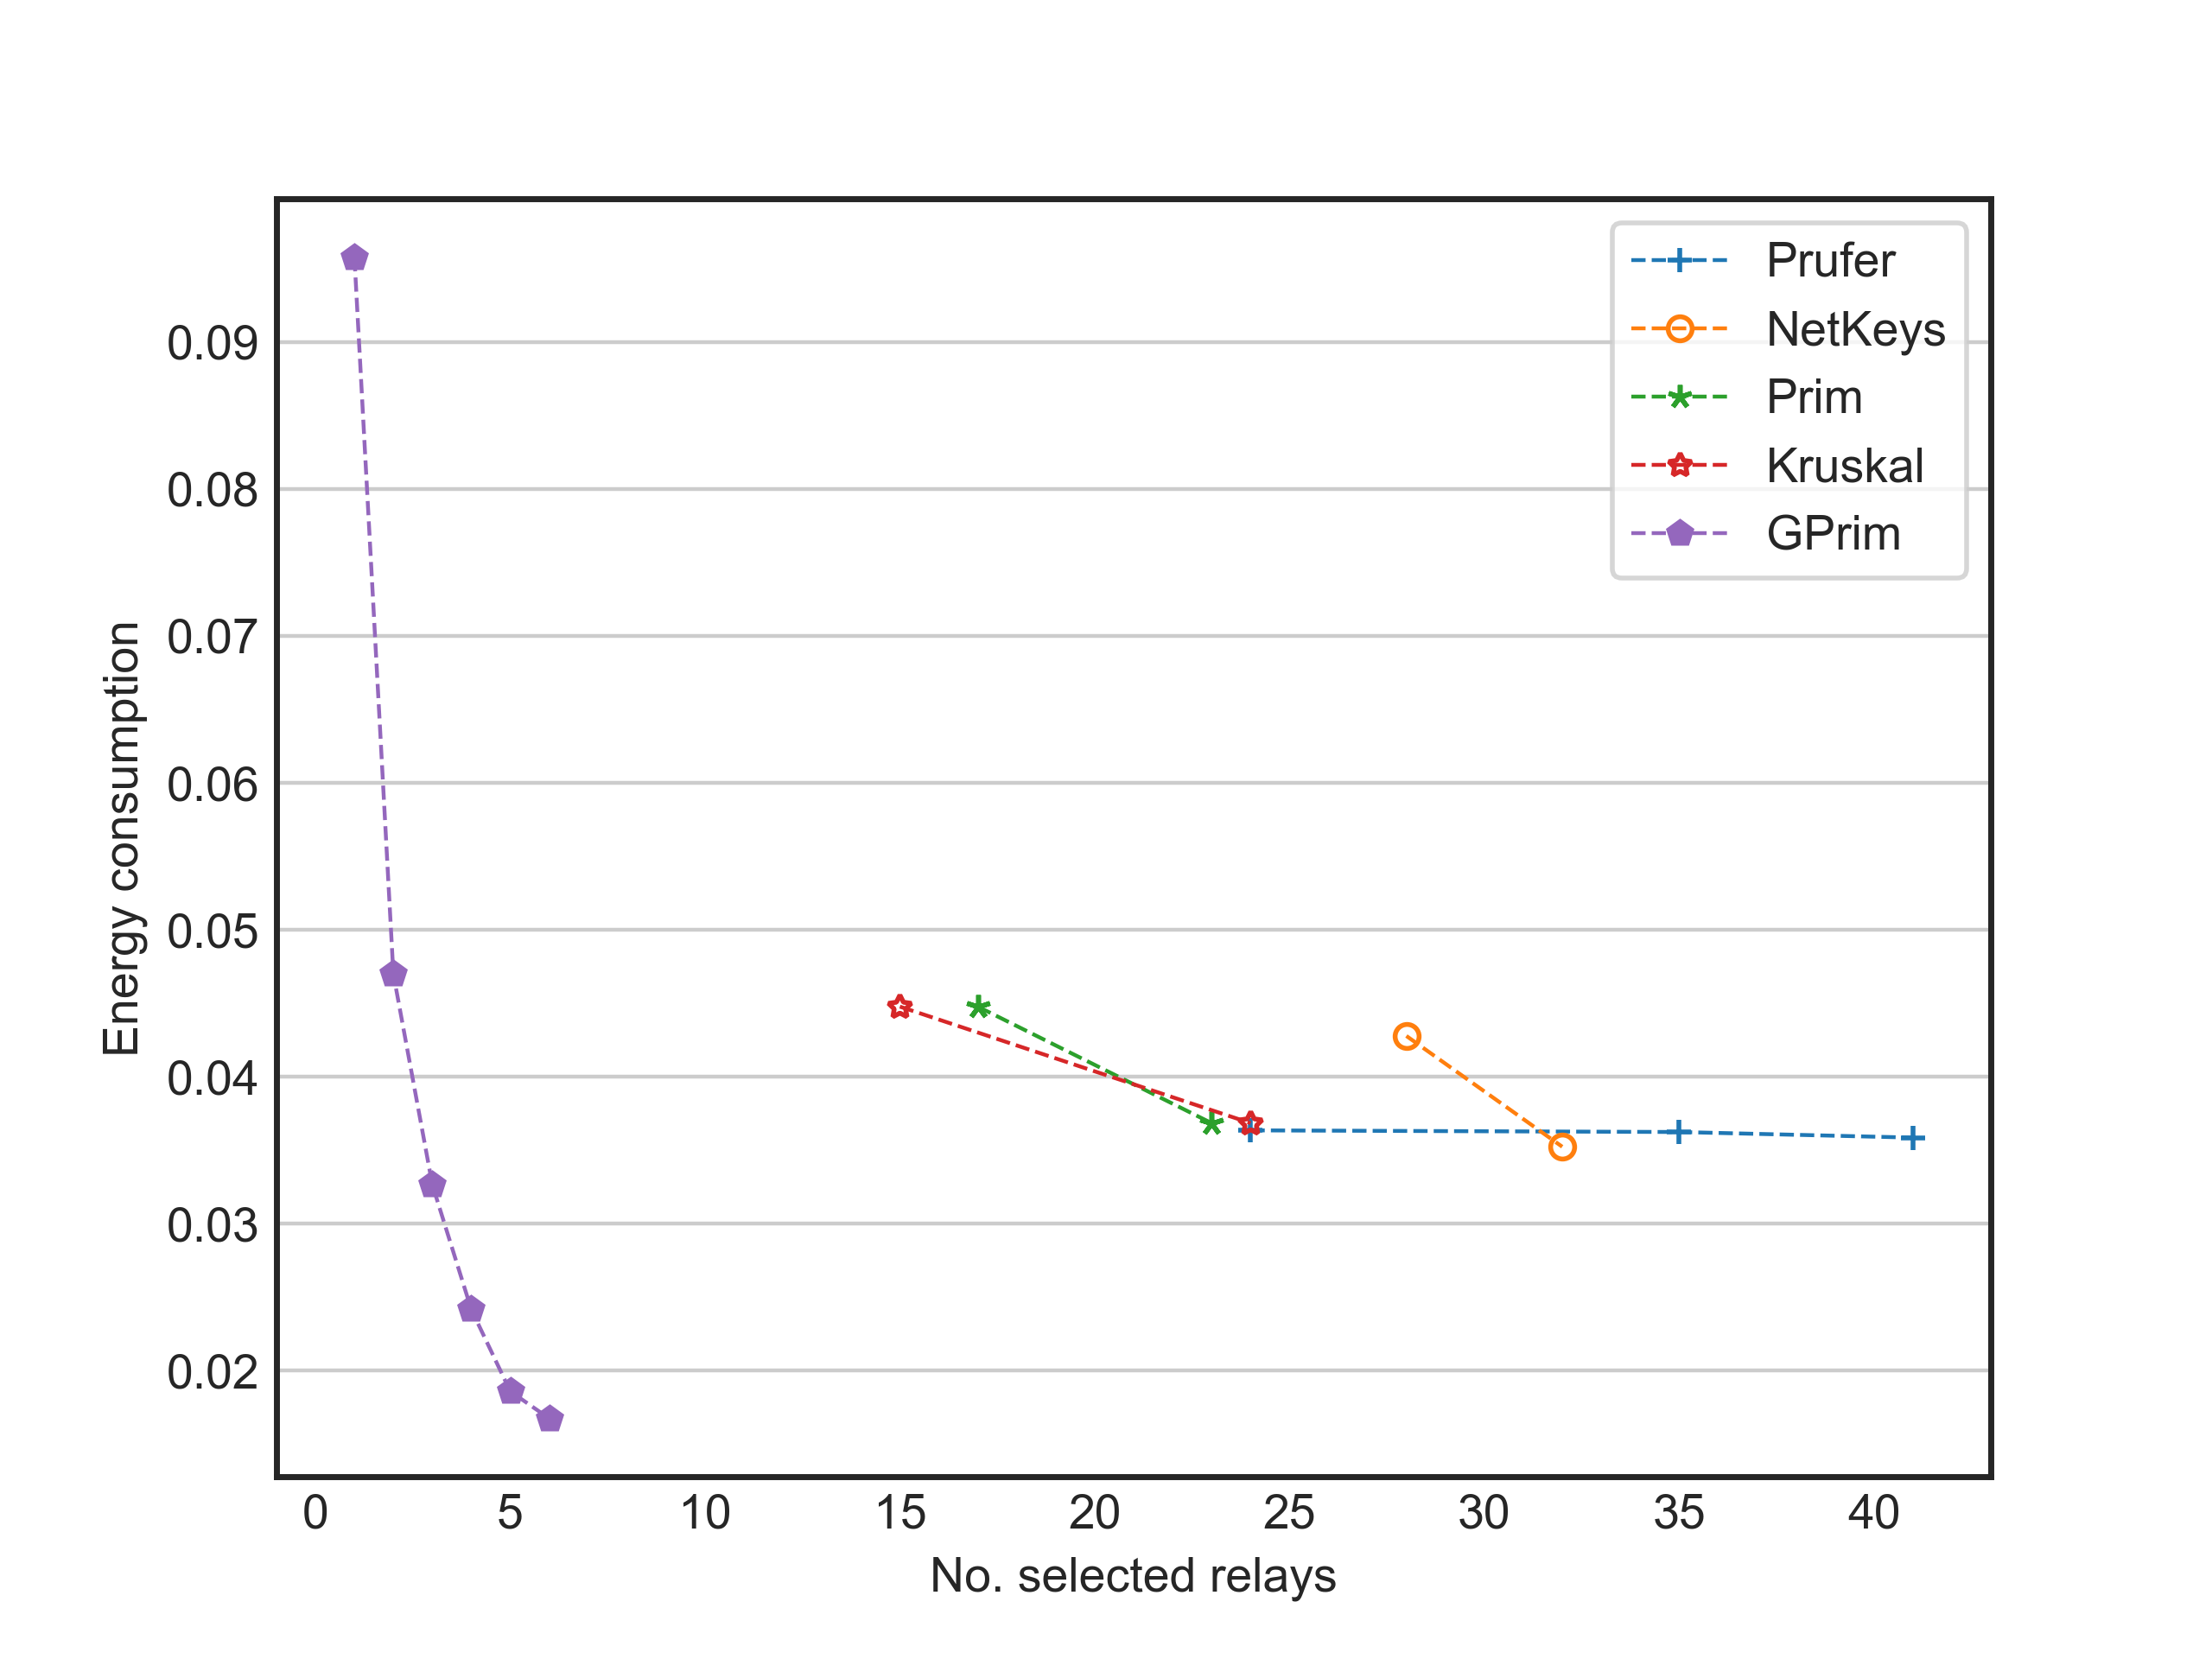 Prufer
NetKeys
Prim
Kruskal
GPrim
Energy consumption
0.09
0.08
0.07
0.06
0.05
0.04
0.03
0.02
0 5 10 15 20 25 30 35 40
No. selected relays